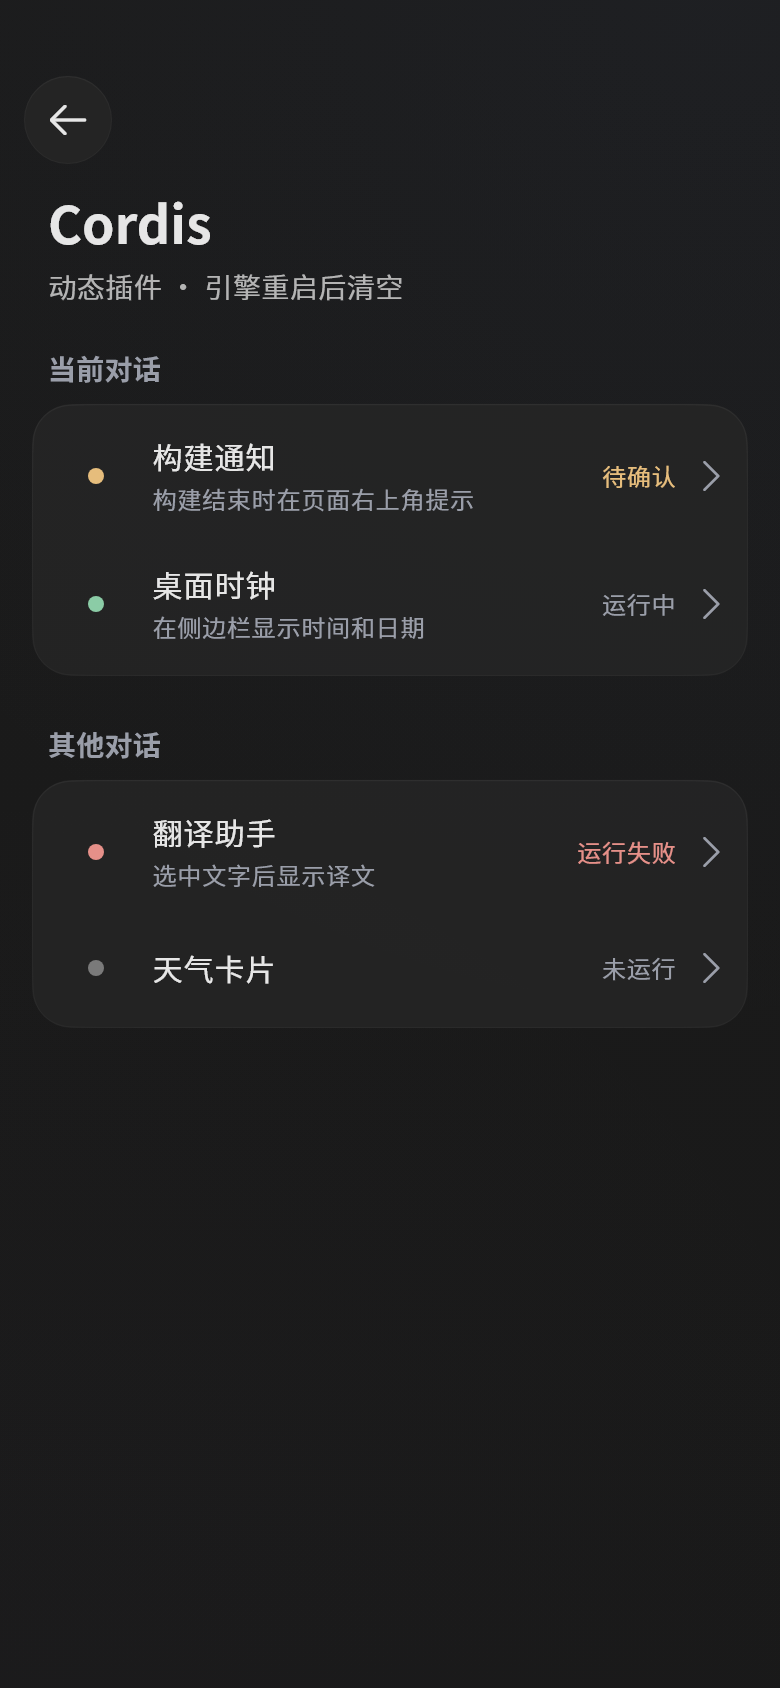 Cordis
动态插件 · 引擎重启后清空
当前对话
构建通知
待确认
构建结束时在页面右上角提示
桌面时钟
运行中
在侧边栏显示时间和日期
其他对话
翻译助手
运行失败
选中文字后显示译文
天气卡片
未运行